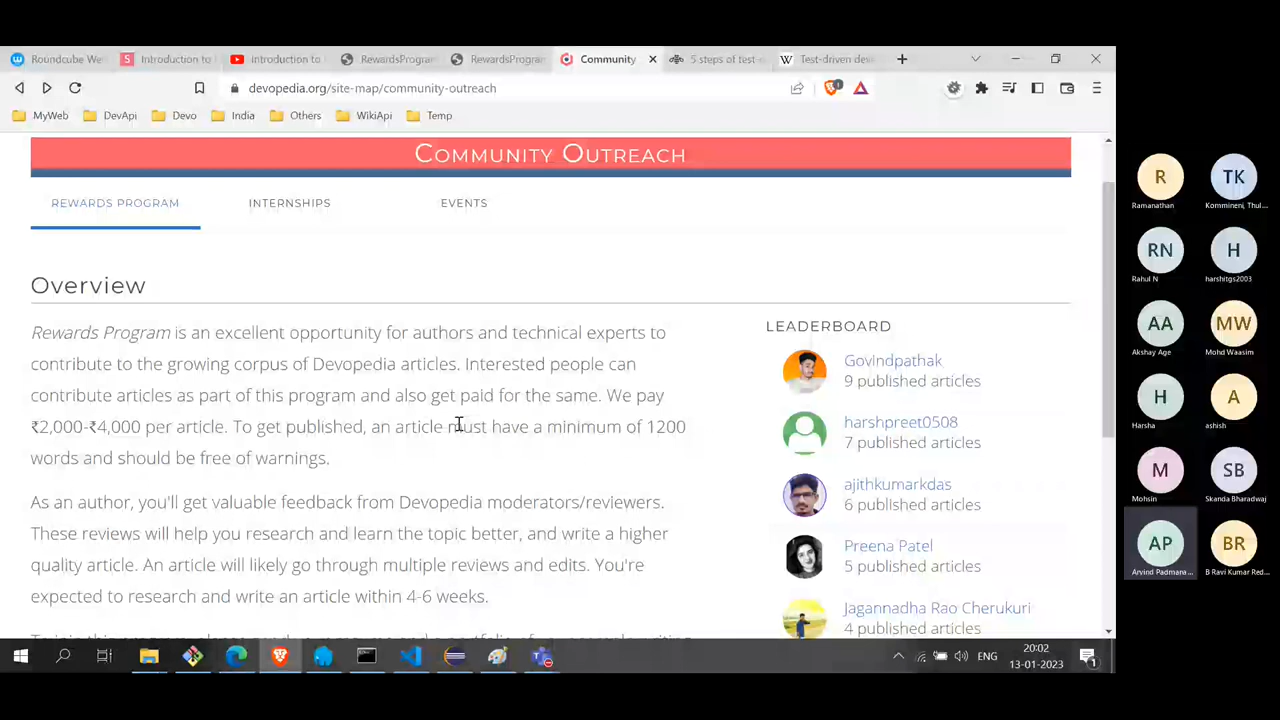 Roundcube We
Introduction to
Introduction to
RewardsProgram
RewardsProgram
Community
5 steps of test
Test-driven de
devopedia.org/site-map/community-outreach
MyWeb
DevApi
Devo
India
Others
WikiApi
Temp
COMMUNITY OUTREACH
REWARDS PROGRAM
INTERNSHIPS
EVENTS
Overview
Rewards Program is an excellent opportunity for authors and technical experts to
contribute to the growing corpus of Devopedia articles. Interested people can
contribute articles as part of this program and also get paid for the same. We pay
₹2,000-₹4,000 per article. To get published, an article must have a minimum of 1200
words and should be free of warnings.
As an author, you'll get valuable feedback from Devopedia moderators/reviewers.
These reviews will help you research and learn the topic better, and write a higher
quality article. An article will likely go through multiple reviews and edits. You're
expected to research and write an article within 4-6 weeks.
LEADERBOARD
Govindpathak
9 published articles
harshpreet0508
7 published articles
ajithkumarkdas
6 published articles
Preena Patel
5 published articles
Jagannadha Rao Cherukuri
4 published articles
R
Ramanathan
TK
Kommineni, Thul...
RN
Rahul N
H
harshitgs2003
AA
Akshay Age
MW
Mohd Waasim
H
Harsha
A
ashish
M
Mohsin
SB
Skanda Bharadwaj
AP
Arvind Padmana...
BR
B Ravi Kumar Red...
ENG
20:02
13-01-2023